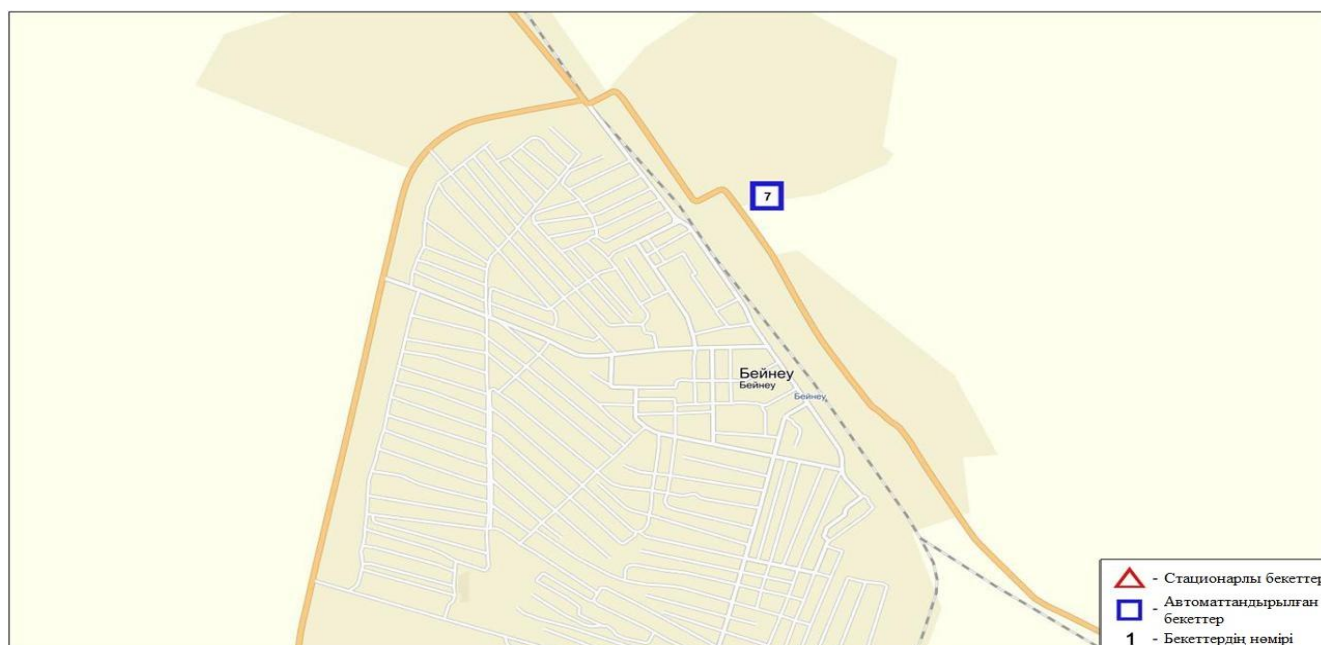 7
Бейнеу
Бейнеу
Бейнеу
- Стационарлы бекеттер
- Автоматтандырылған
бекеттер
1 - Бекеттердің нөмірі